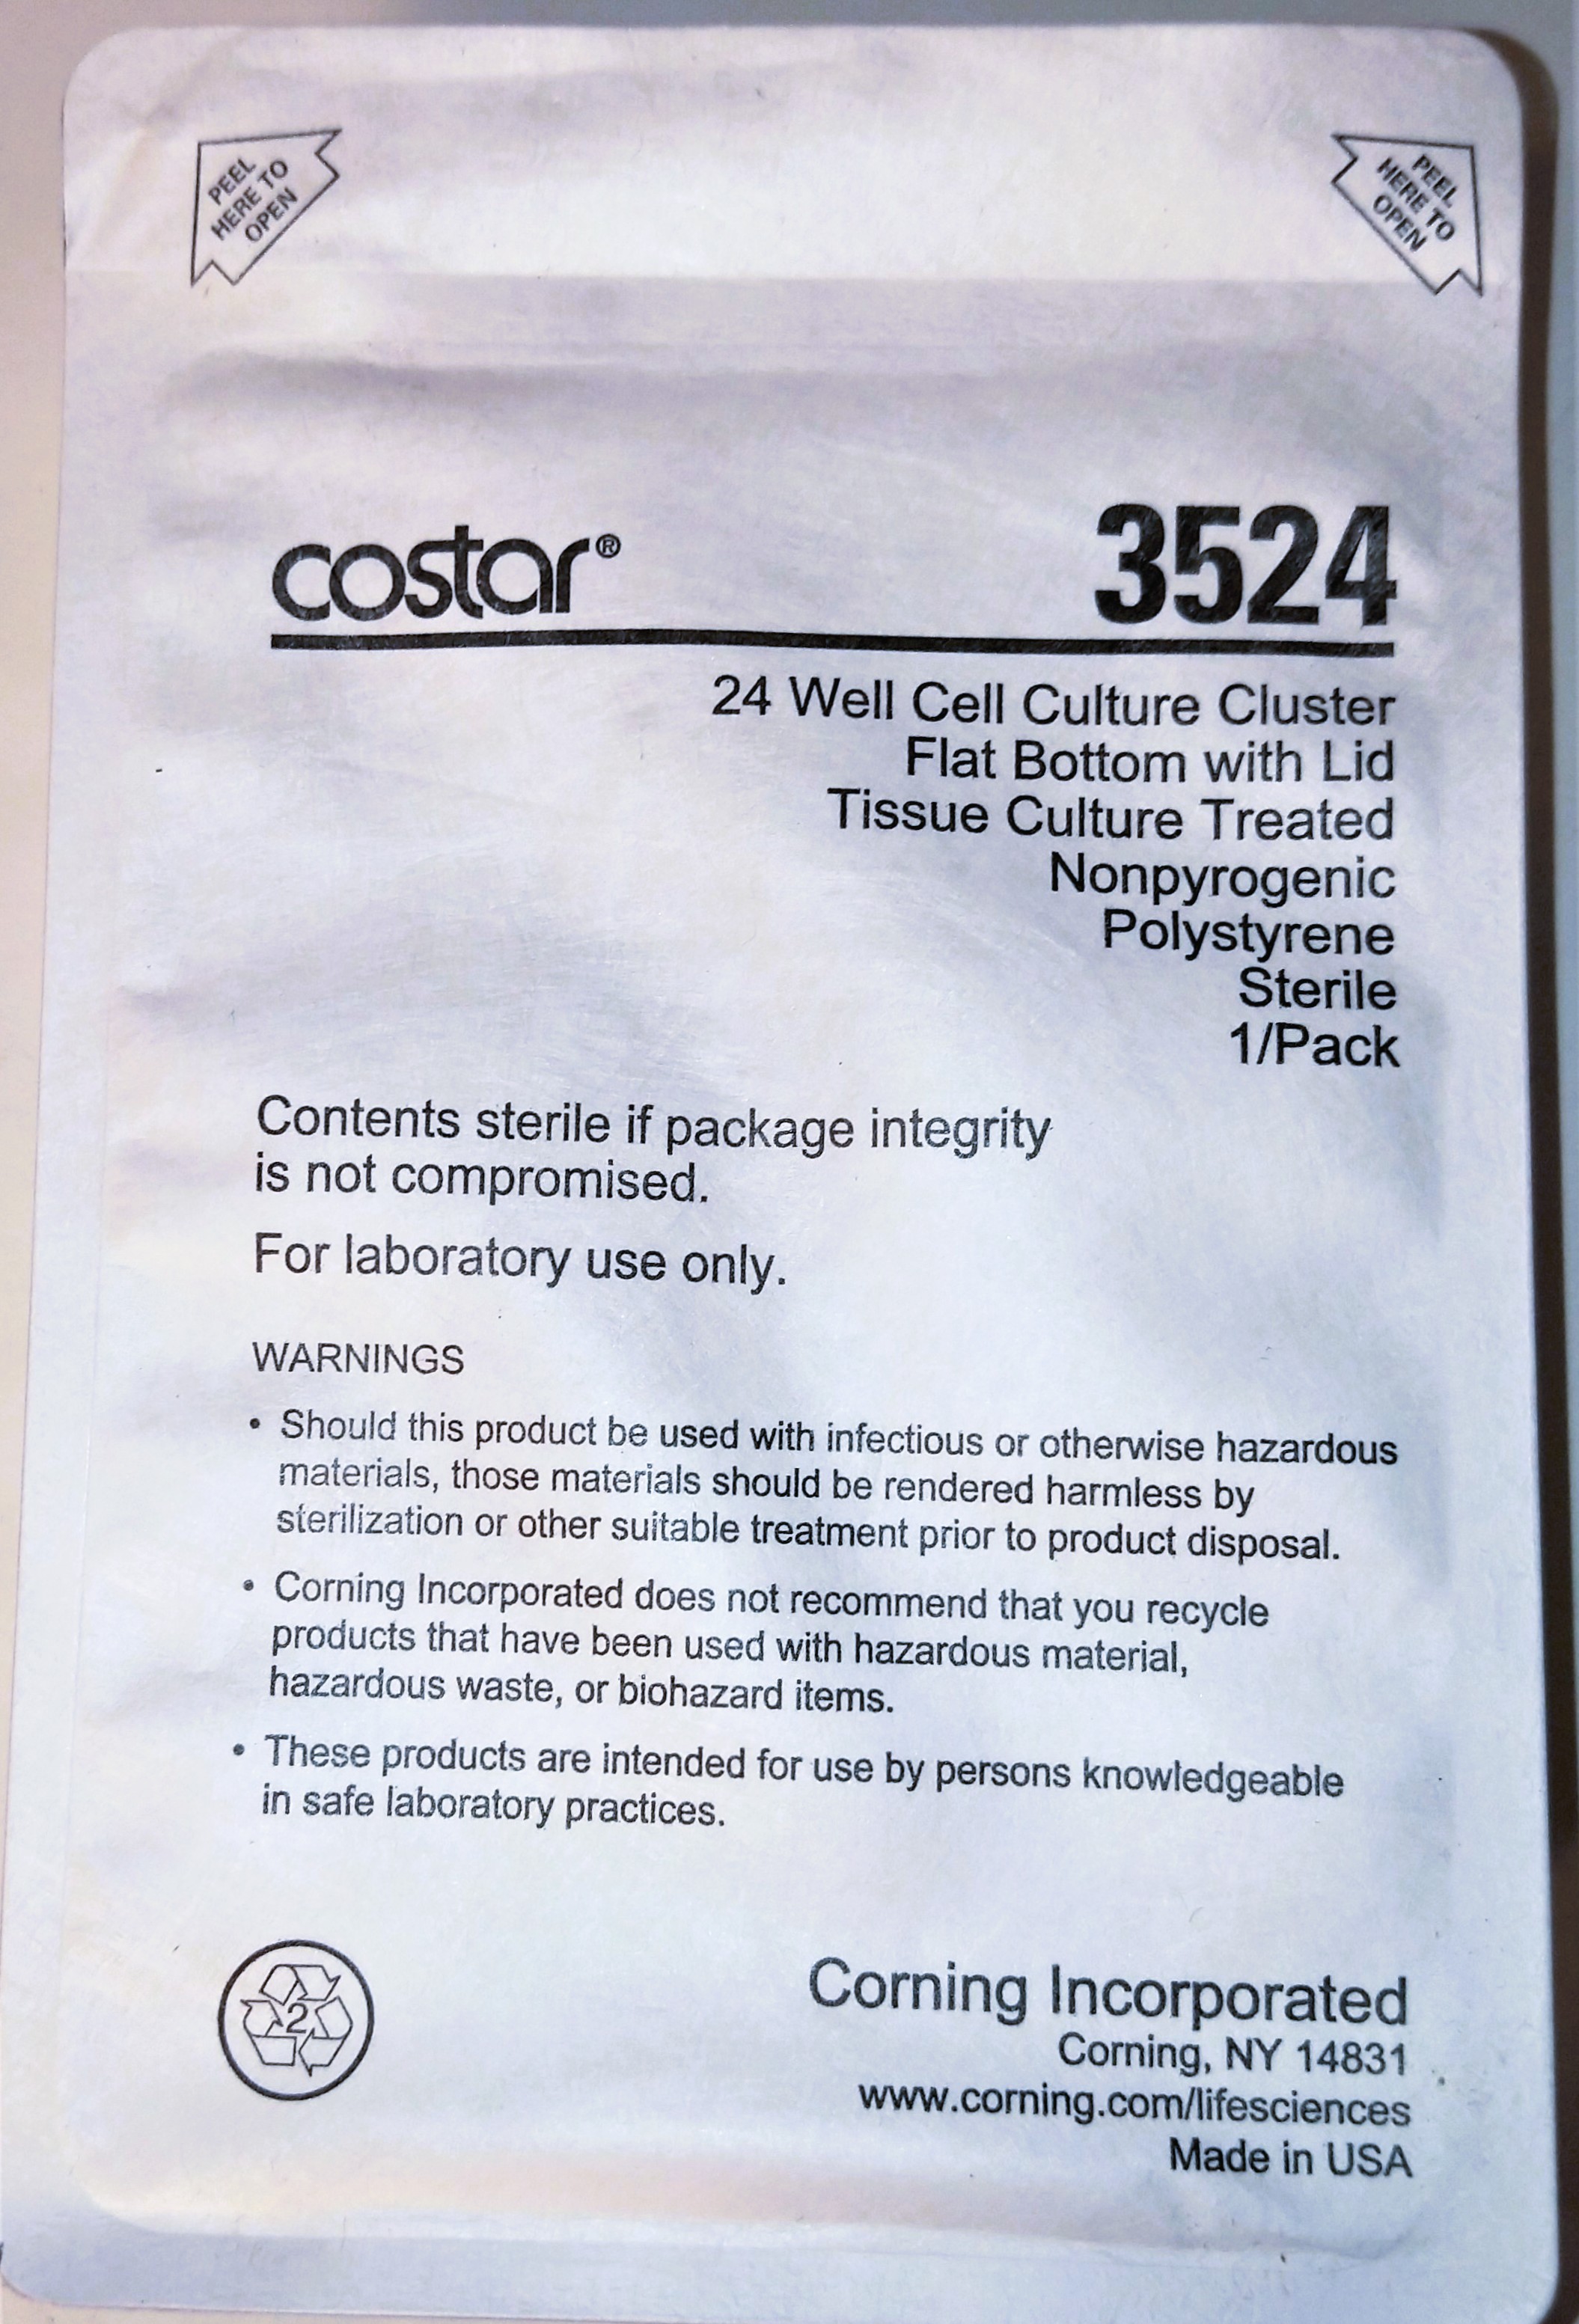 PEEL
HERE TO
OPEN
PEEL
HERE TO
OPEN
costar®
3524
24 Well Cell Culture Cluster
Flat Bottom with Lid
Tissue Culture Treated
Nonpyrogenic
Polystyrene
Sterile
1/Pack
Contents sterile if package integrity
is not compromised.
For laboratory use only.
WARNINGS
• Should this product be used with infectious or otherwise hazardous
materials, those materials should be rendered harmless by
sterilization or other suitable treatment prior to product disposal.
• Corning Incorporated does not recommend that you recycle
products that have been used with hazardous material,
hazardous waste, or biohazard items.
• These products are intended for use by persons knowledgeable
in safe laboratory practices.
2
Corning Incorporated
Corning, NY 14831
www.corning.com/lifesciences
Made in USA